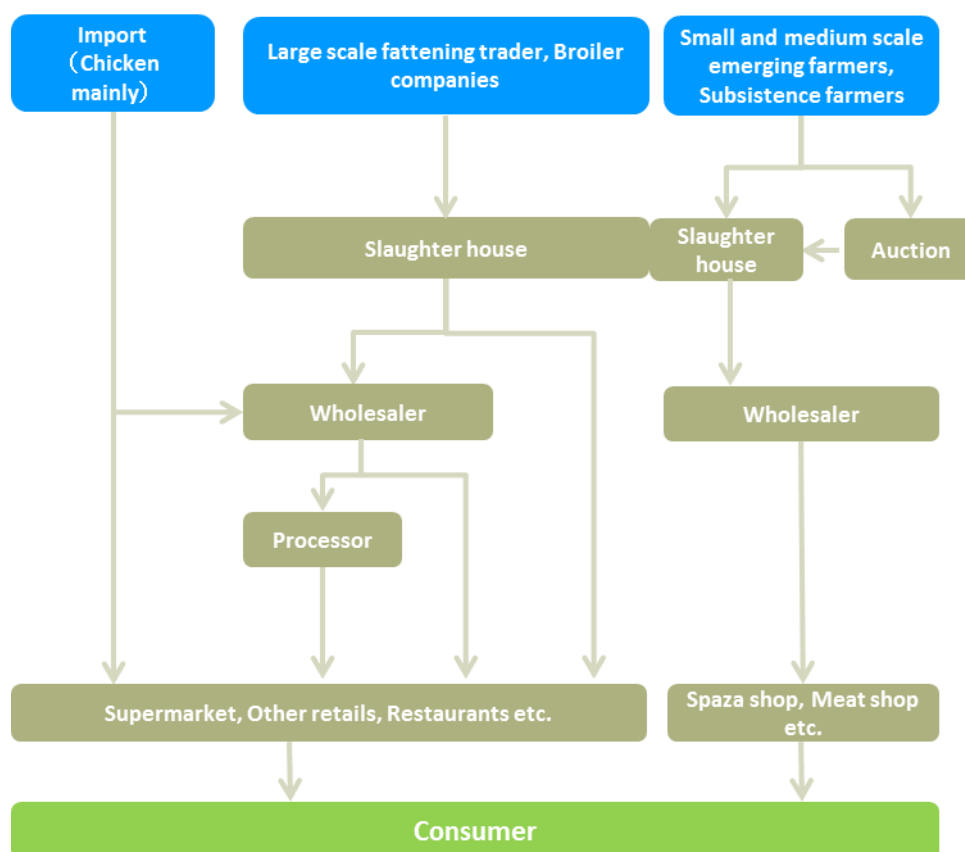 Import
（Chicken
mainly）
Large scale fattening trader, Broiler
companies
Small and medium scale
emerging farmers,
Subsistence farmers
Slaughter house
Slaughter
house
Auction
Wholesaler
Wholesaler
Processor
Supermarket, Other retails, Restaurants etc.
Spaza shop, Meat shop
etc.
Consumer